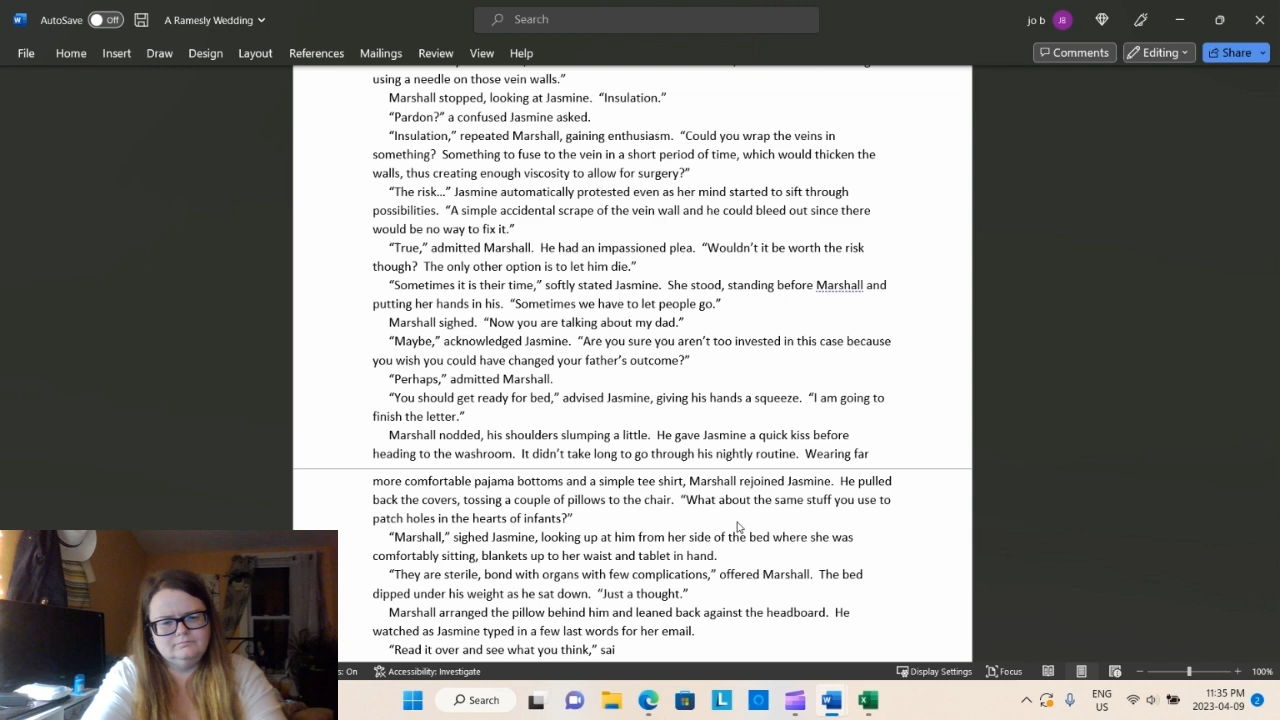 AutoSave Off A Ramesly Wedding Search jo b JB
File Home Insert Draw Design Layout References Mailings Review View Help Comments Editing Share
using a needle on those vein walls.”
Marshall stopped, looking at Jasmine. “Insulation.”
“Pardon?” a confused Jasmine asked.
“Insulation,” repeated Marshall, gaining enthusiasm. “Could you wrap the veins in
something? Something to fuse to the vein in a short period of time, which would thicken the
walls, thus creating enough viscosity to allow for surgery?”
“The risk…” Jasmine automatically protested even as her mind started to sift through
possibilities. “A simple accidental scrape of the vein wall and he could bleed out since there
would be no way to fix it.”
“True,” admitted Marshall. He had an impassioned plea. “Wouldn’t it be worth the risk
though? The only other option is to let him die.”
“Sometimes it is their time,” softly stated Jasmine. She stood, standing before Marshall and
putting her hands in his. “Sometimes we have to let people go.”
Marshall sighed. “Now you are talking about my dad.”
“Maybe,” acknowledged Jasmine. “Are you sure you aren’t too invested in this case because
you wish you could have changed your father’s outcome?”
“Perhaps,” admitted Marshall.
“You should get ready for bed,” advised Jasmine, giving his hands a squeeze. “I am going to
finish the letter.”
Marshall nodded, his shoulders slumping a little. He gave Jasmine a quick kiss before
heading to the washroom. It didn’t take long to go through his nightly routine. Wearing far
more comfortable pajama bottoms and a simple tee shirt, Marshall rejoined Jasmine. He pulled
back the covers, tossing a couple of pillows to the chair. “What about the same stuff you use to
patch holes in the hearts of infants?”
“Marshall,” sighed Jasmine, looking up at him from her side of the bed where she was
comfortably sitting, blankets up to her waist and tablet in hand.
“They are sterile, bond with organs with few complications,” offered Marshall. The bed
dipped under his weight as he sat down. “Just a thought.”
Marshall arranged the pillow behind him and leaned back against the headboard. He
watched as Jasmine typed in a few last words for her email.
“Read it over and see what you think,” sai
s: On Accessibility: Investigate Display Settings Focus 100%
Search ENG US 11:35 PM 2023-04-09 2